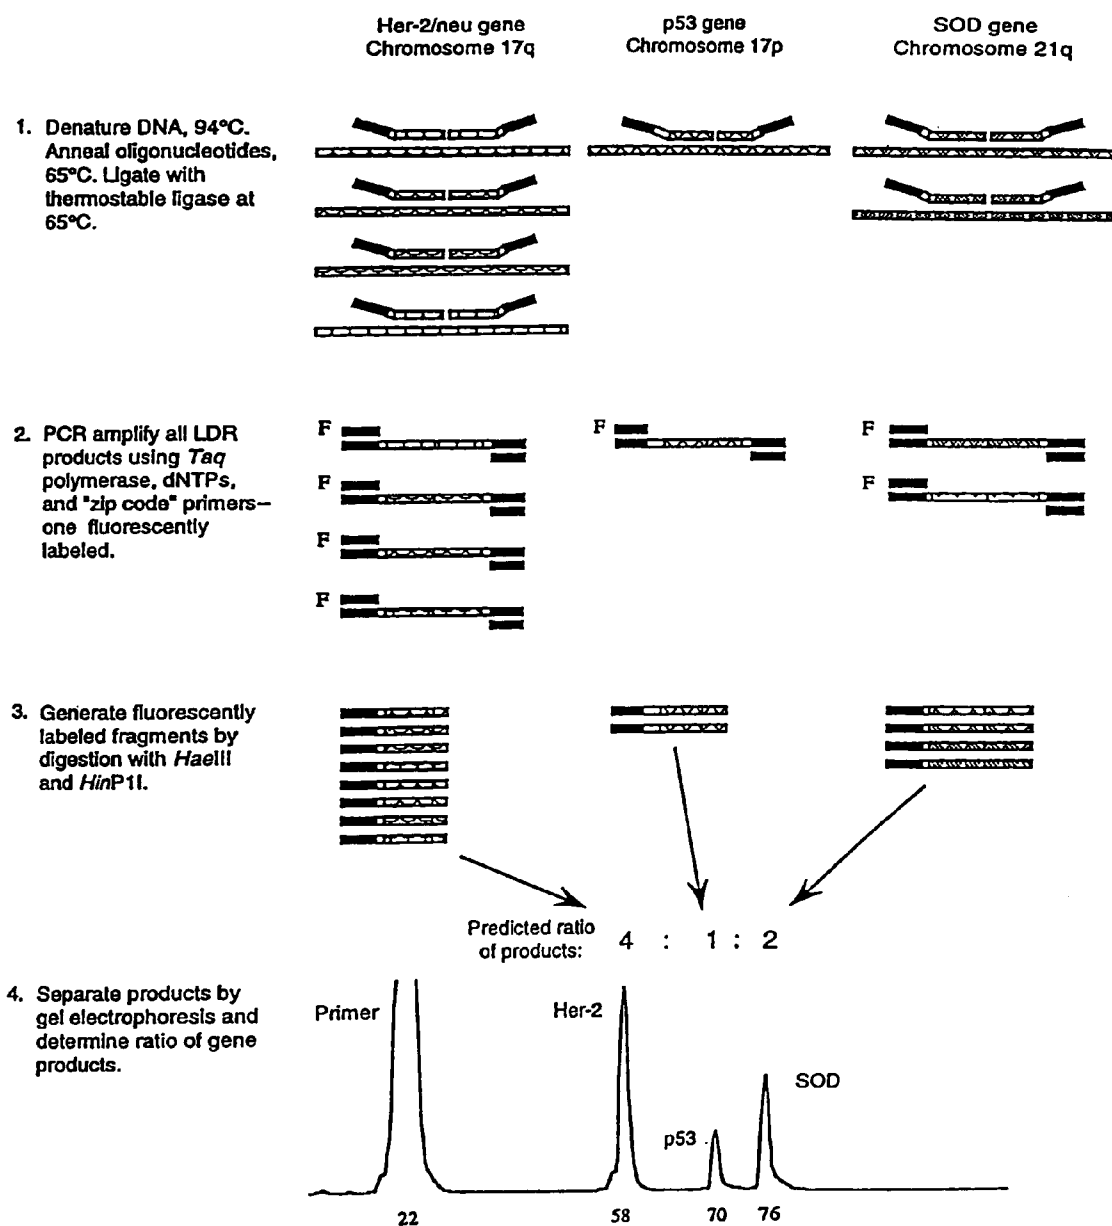 Her-2/neu gene
Chromosome 17q
p53 gene
Chromosome 17p
SOD gene
Chromosome 21q
1. Denature DNA, 94°C.
Anneal oligonucleotides,
65°C. Ligate with
thermostable ligase at
65°C.
2. PCR amplify all LDR
products using Taq
polymerase, dNTPs,
and "zip code" primers—
one fluorescently
labeled.
F
F
F
F
F
F
F
3. Generate fluorescently
labeled fragments by
digestion with HaeIII
and HinP1I.
Predicted ratio
of products:
4 : 1 : 2
4. Separate products by
gel electrophoresis and
determine ratio of gene
products.
Primer
Her-2
p53
SOD
22
58
70
76